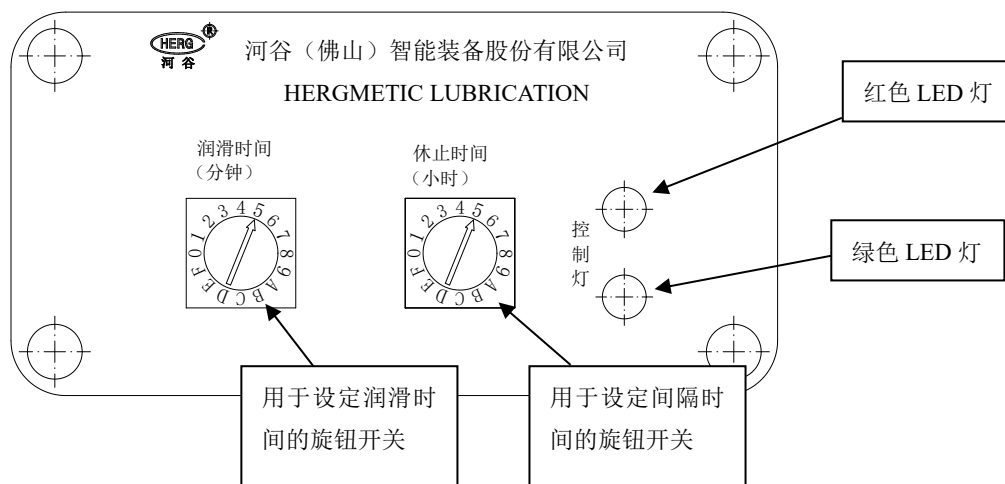 HERG
®
河谷
河谷（佛山）智能装备股份有限公司
HERGMETIC LUBRICATION
红色 LED 灯
润滑时间
（分钟）
休止时间
（小时）
0 1 2 3 4 5 6 7 8 9 A B C D E F
0 1 2 3 4 5 6 7 8 9 A B C D E F
控
制
灯
绿色 LED 灯
用于设定润滑时
间的旋钮开关
用于设定间隔时
间的旋钮开关